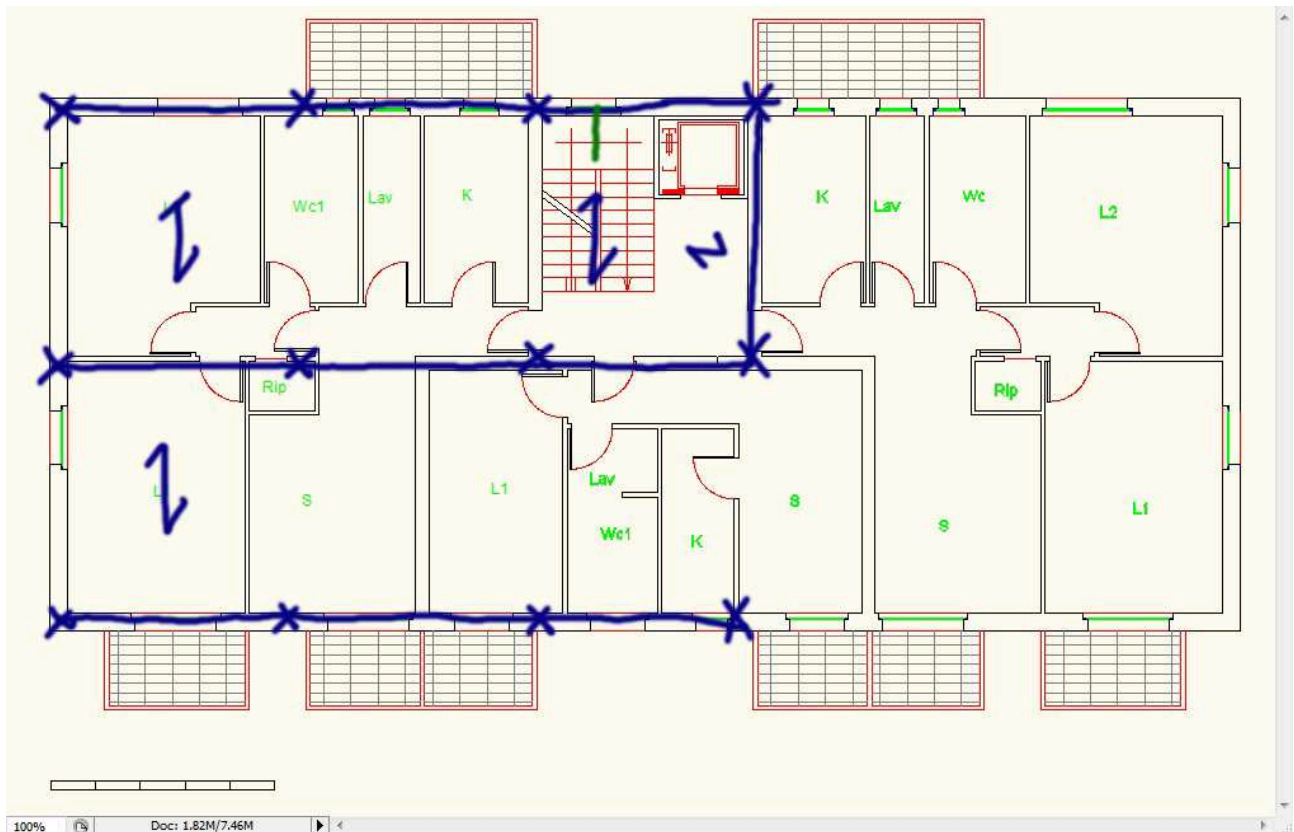 Wc1 Lav K K Lav Wc L2
Rip Rip
L S L1 Lav S S L1
Wc1 K
100% Doc: 1.82M/7.46M